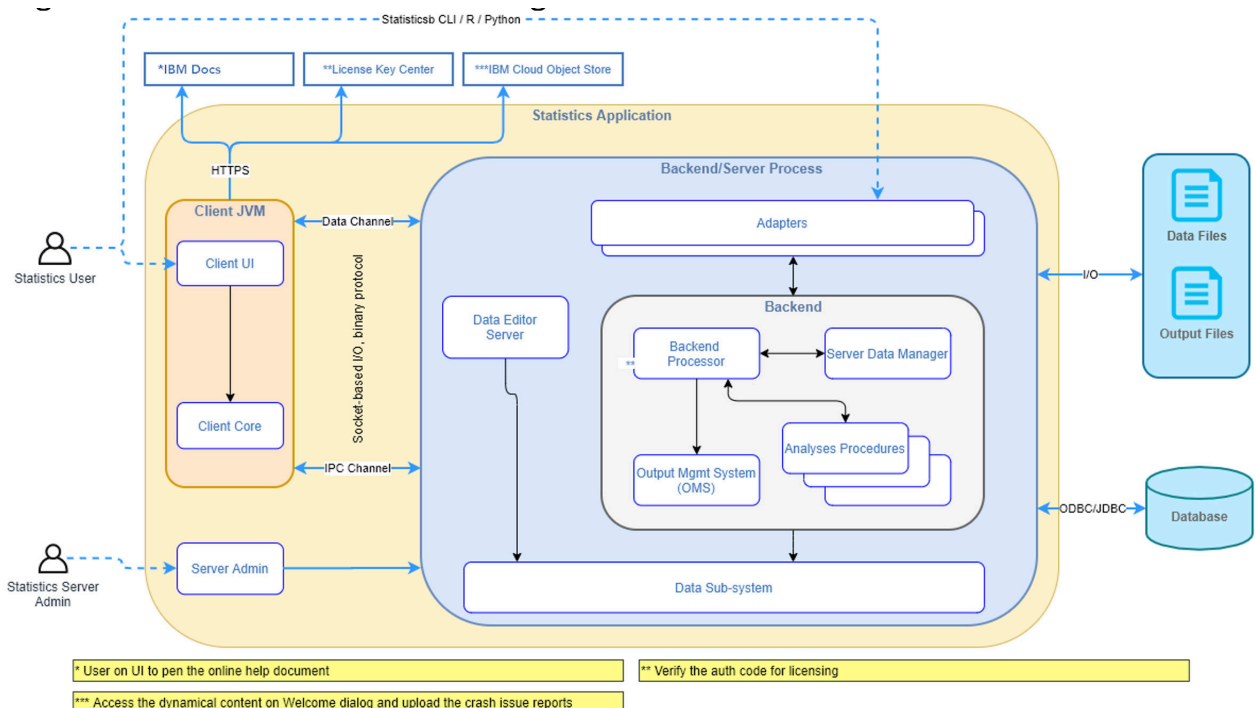 Statisticsb CLI / R / Python
*IBM Docs
**License Key Center
***IBM Cloud Object Store
Statistics Application
HTTPS
Backend/Server Process
Client JVM
Data Channel
Adapters
Data Files
Client UI
Statistics User
Socket-based I/O, binary protocol
I/O
Data Editor
Server
Backend
Output Files
Backend
Processor
**
Server Data Manager
Client Core
Analyses Procedures
IPC Channel
Output Mgmt System
(OMS)
ODBC/JDBC
Database
Statistics Server
Admin
Server Admin
Data Sub-system
* User on UI to pen the online help document
** Verify the auth code for licensing
*** Access the dynamical content on Welcome dialog and upload the crash issue reports